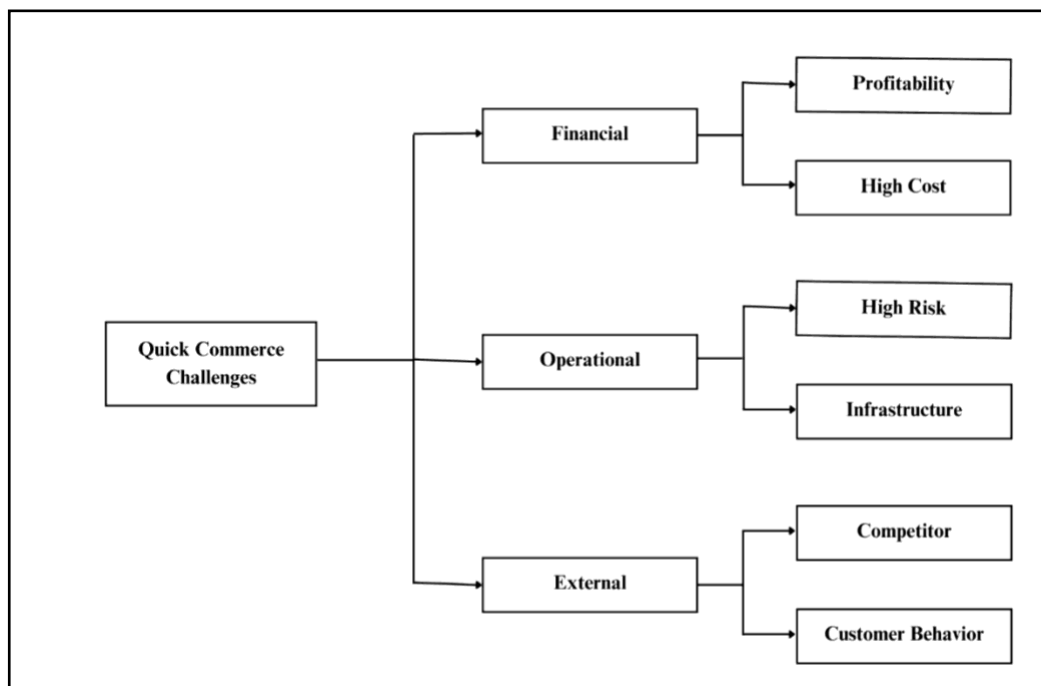 Quick Commerce
Challenges
Financial
Profitability
High Cost
Operational
High Risk
Infrastructure
External
Competitor
Customer Behavior